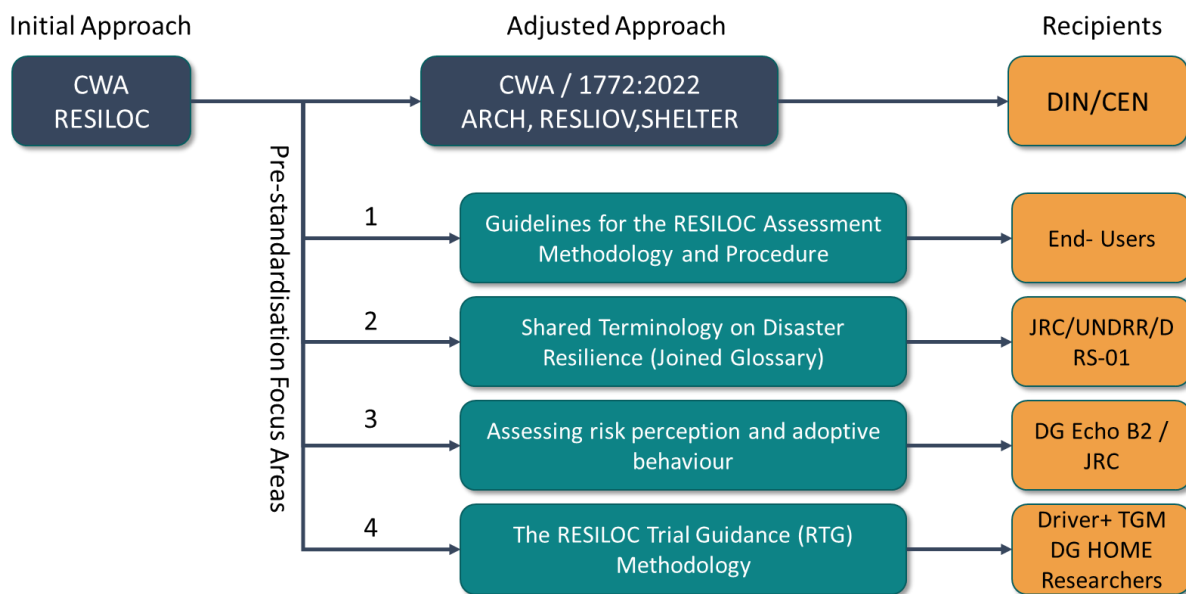 Initial Approach
Adjusted Approach
Recipients
CWA
RESILOC
CWA / 1772:2022
ARCH, RESLIOV,SHELTER
DIN/CEN
Pre-standardisation Focus Areas
1
Guidelines for the RESILOC Assessment
Methodology and Procedure
End- Users
2
Shared Terminology on Disaster
Resilience (Joined Glossary)
JRC/UNDRR/D
RS-01
3
Assessing risk perception and adoptive
behaviour
DG Echo B2 /
JRC
4
The RESILOC Trial Guidance (RTG)
Methodology
Driver+ TGM
DG HOME
Researchers